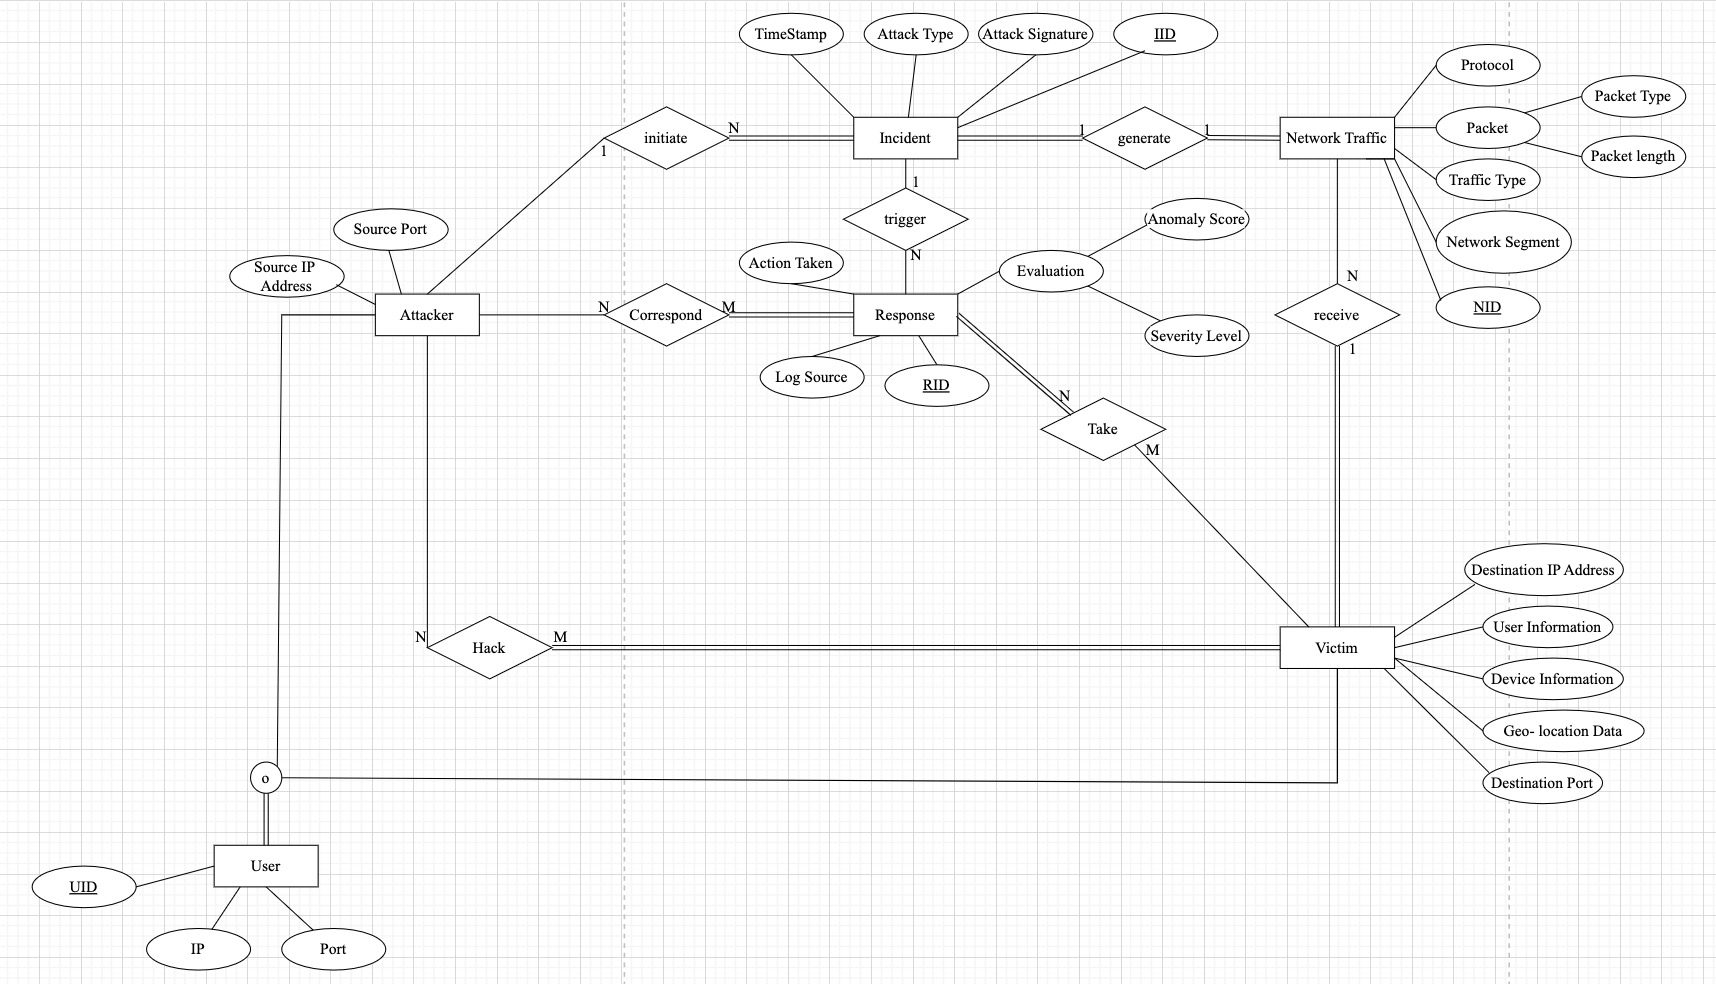 TimeStamp
Attack Type
Attack Signature
IID
Protocol
Packet Type
Packet
Packet length
initiate
N
1
Incident
1
generate
1
Network Traffic
Traffic Type
1
trigger
N
Source Port
Anomaly Score
Network Segment
Source IP
Address
Action Taken
Evaluation
N
NID
Attacker
N
Correspond
M
Response
receive
1
Severity Level
Log Source
RID
N
Take
M
Destination IP Address
N
Hack
M
Victim
User Information
Device Information
Geo- location Data
Destination Port
o
User
UID
IP
Port